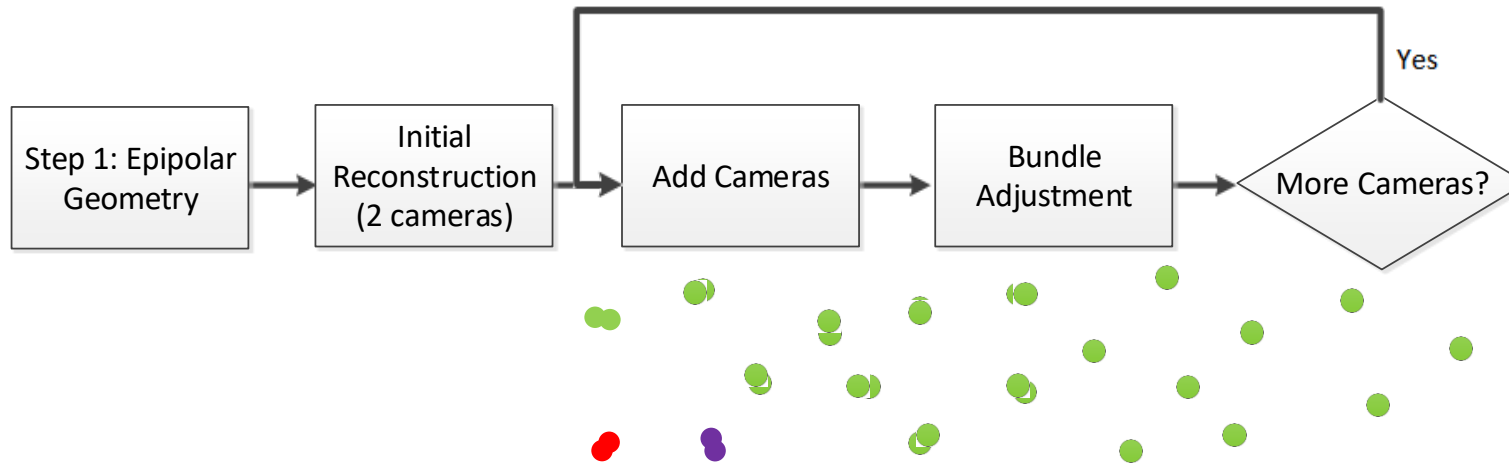 Yes
Step 1: Epipolar
Geometry
Initial
Reconstruction
(2 cameras)
Add Cameras
Bundle
Adjustment
More Cameras?